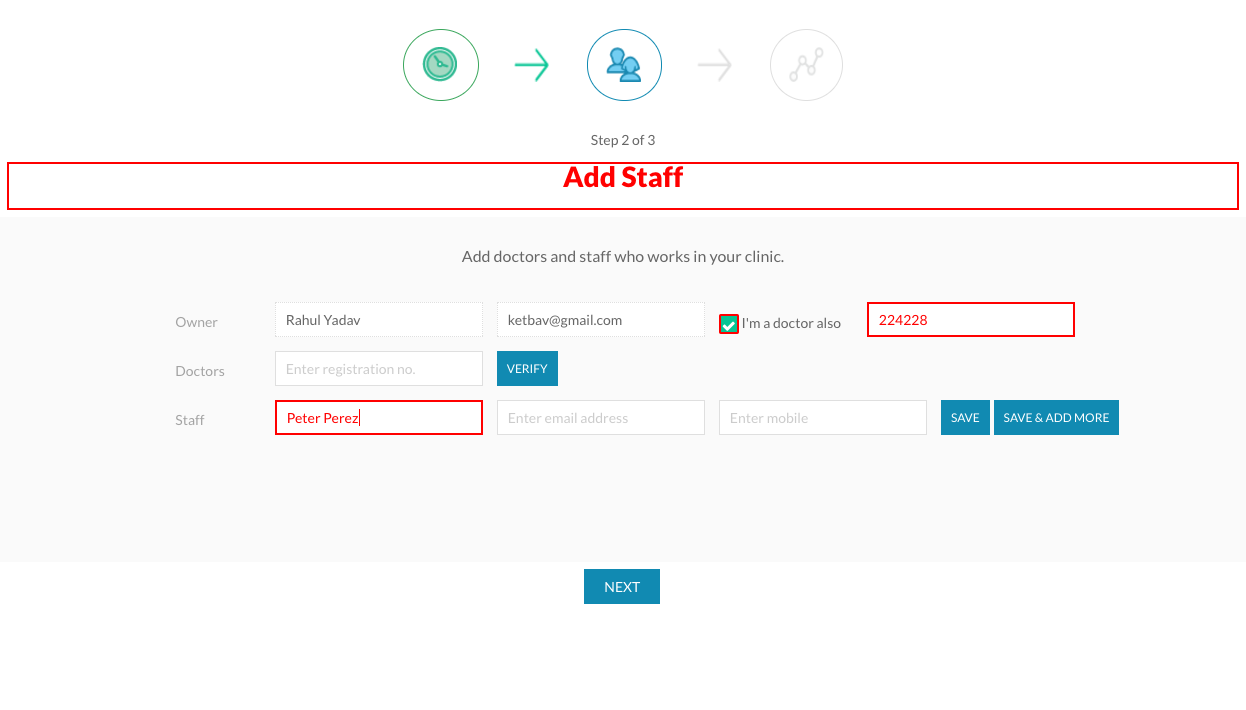 Step 2 of 3
Add Staff
Add doctors and staff who works in your clinic.
Owner Rahul Yadav ketbav@gmail.com I'm a doctor also 224228
Doctors Enter registration no. VERIFY
Staff Peter Perez Enter email address Enter mobile SAVE SAVE & ADD MORE
NEXT